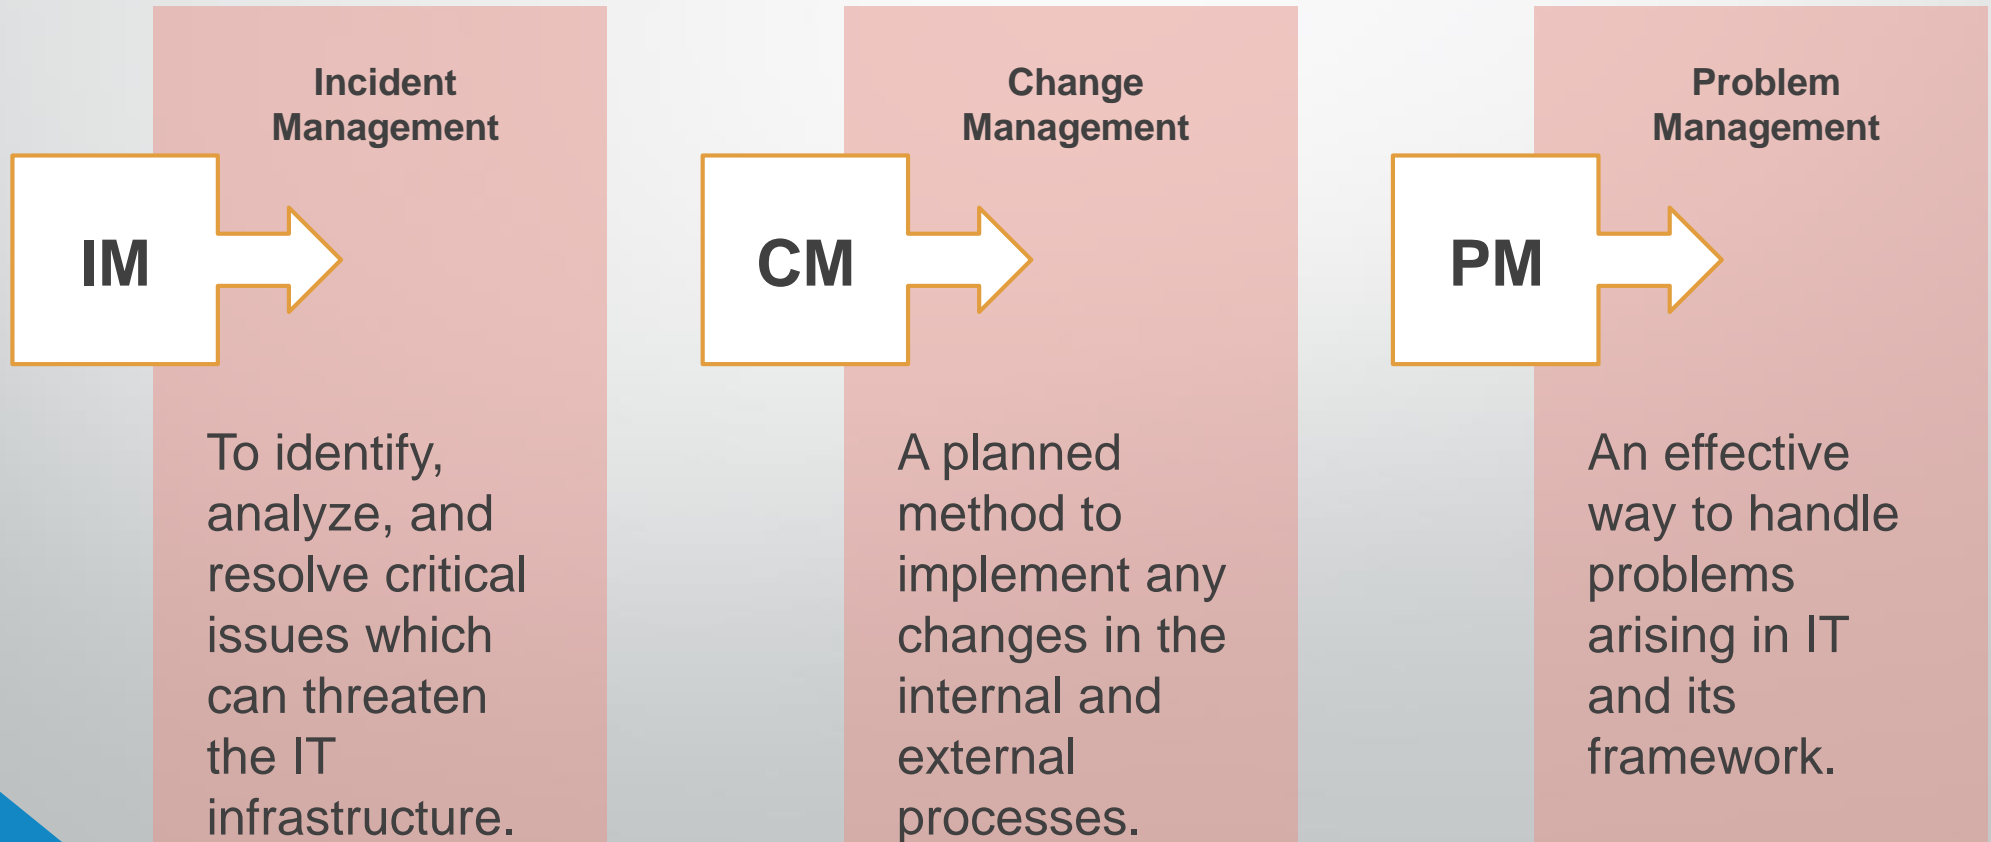 Incident
Management
IM
To identify,
analyze, and
resolve critical
issues which
can threaten
the IT
infrastructure.
Change
Management
CM
A planned
method to
implement any
changes in the
internal and
external
processes.
Problem
Management
PM
An effective
way to handle
problems
arising in IT
and its
framework.